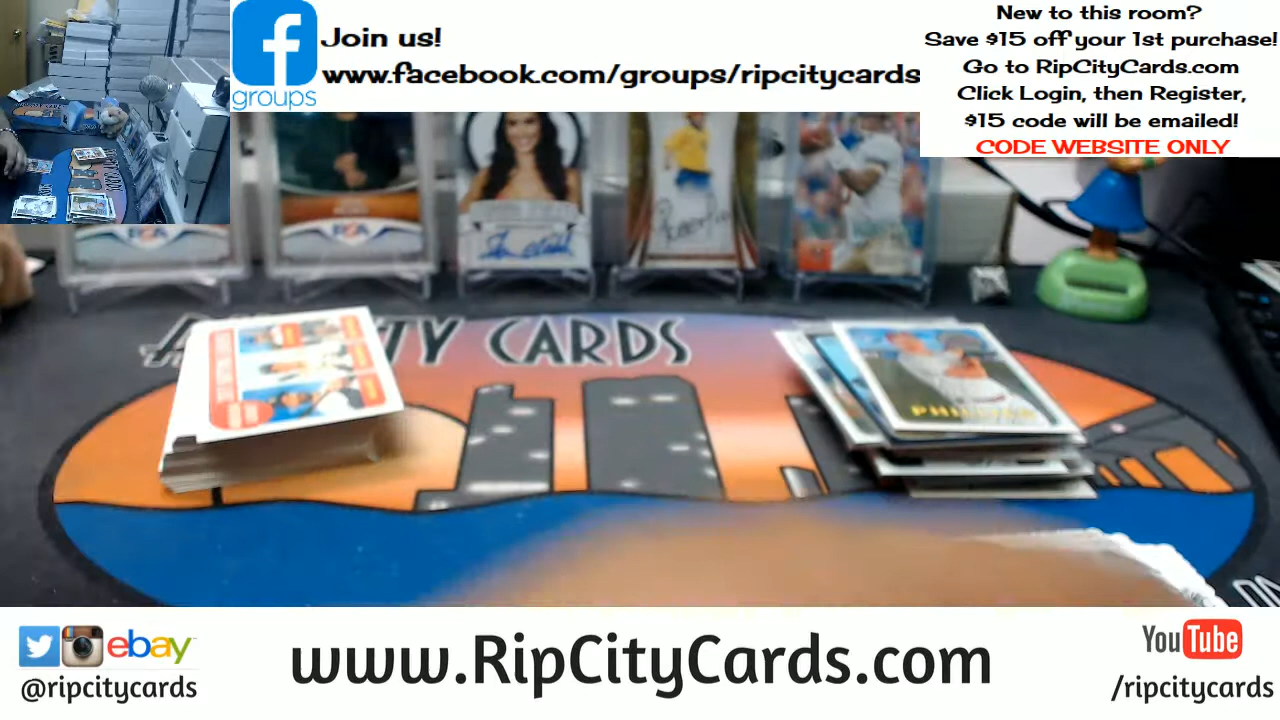 Join us!
www.facebook.com/groups/ripcitycards
groups
New to this room?
Save $15 off your 1st purchase!
Go to RipCityCards.com
Click Login, then Register,
$15 code will be emailed!
CODE WEBSITE ONLY
CITY CARDS
ebay
@ripcitycards
www.RipCityCards.com
YouTube
/ripcitycards